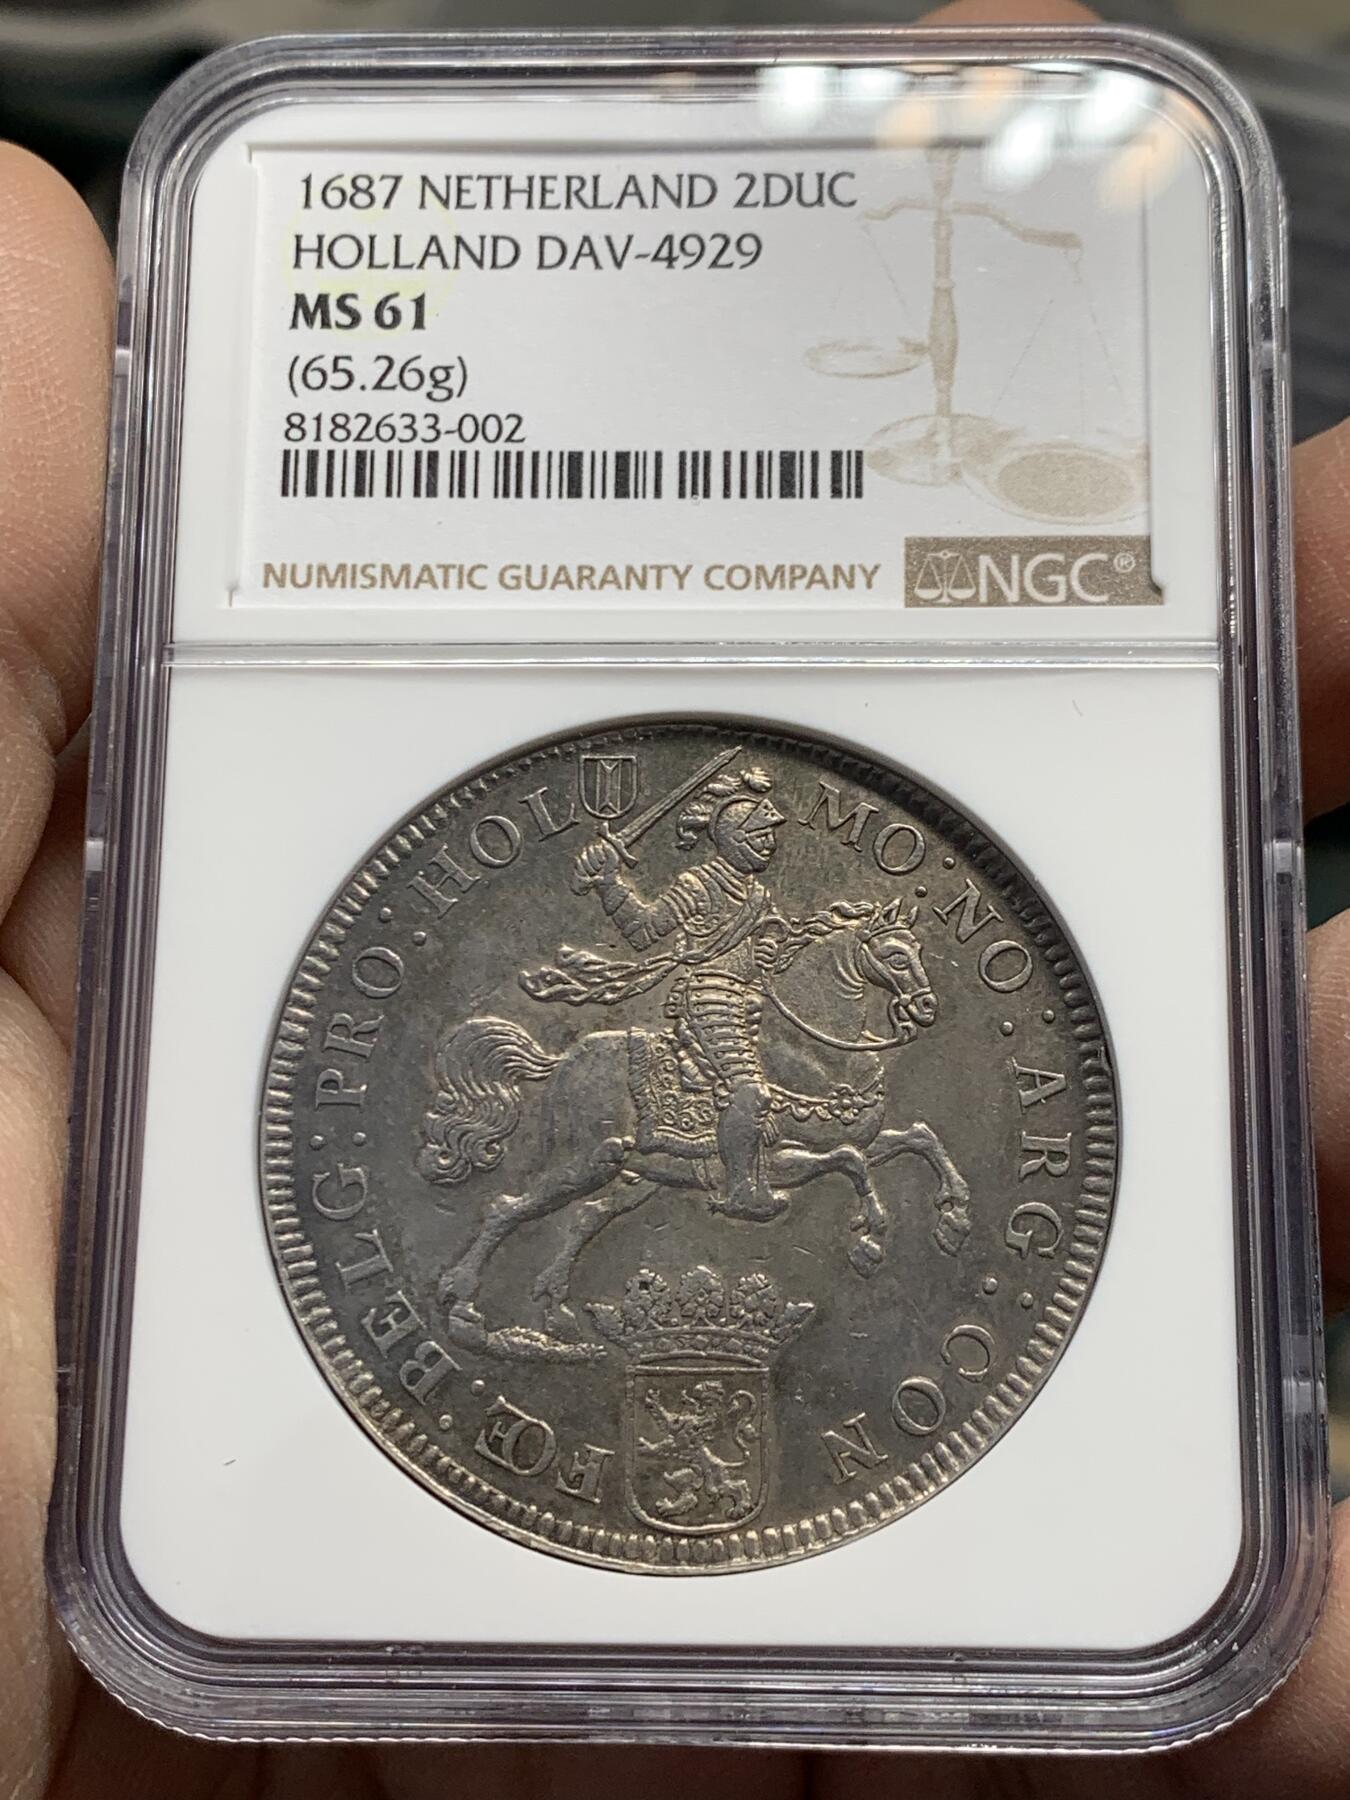 1687 NETHERLAND 2DUC
HOLLAND DAV-4929
MS 61
(65.26g)
8182633-002
NUMISMATIC GUARANTY COMPANY
NGC®
MO : NO : ARG : CON
FŒ · BELG : PRO : HOL